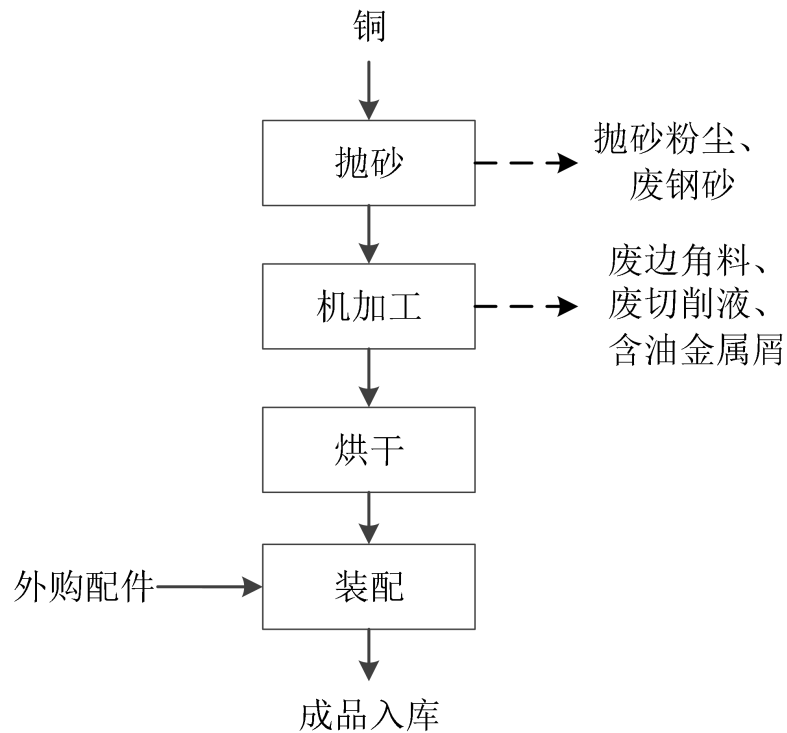 铜
抛砂
抛砂粉尘、
废钢砂
机加工
废边角料、
废切削液、
含油金属屑
烘干
外购配件
装配
成品入库